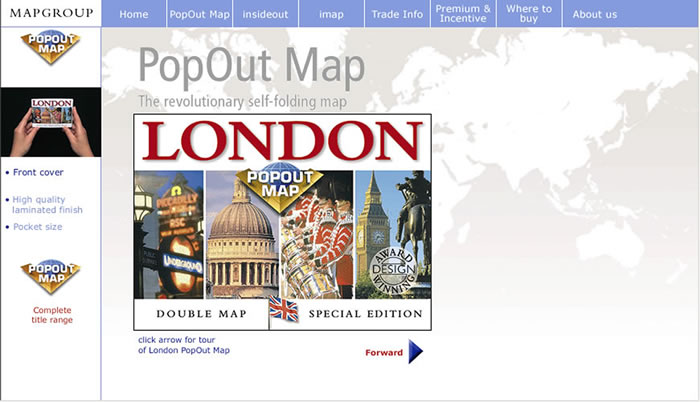 MAPGROUP
Home
PopOut Map
insideout
imap
Trade Info
Premium &
Incentive
Where to
buy
About us
POPOUT
MAP
LONDON
Front cover
High quality
laminated finish
Pocket size
POPOUT
MAP
Complete
title range
PopOut Map
The revolutionary self-folding map
LONDON
POPOUT
MAP
PICCADILLY
RSC
PUBLIC
SUBWAY
UNDERGROUND
AWARD
DESIGN
WINNING
DOUBLE MAP
SPECIAL EDITION
click arrow for tour
of London PopOut Map
Forward